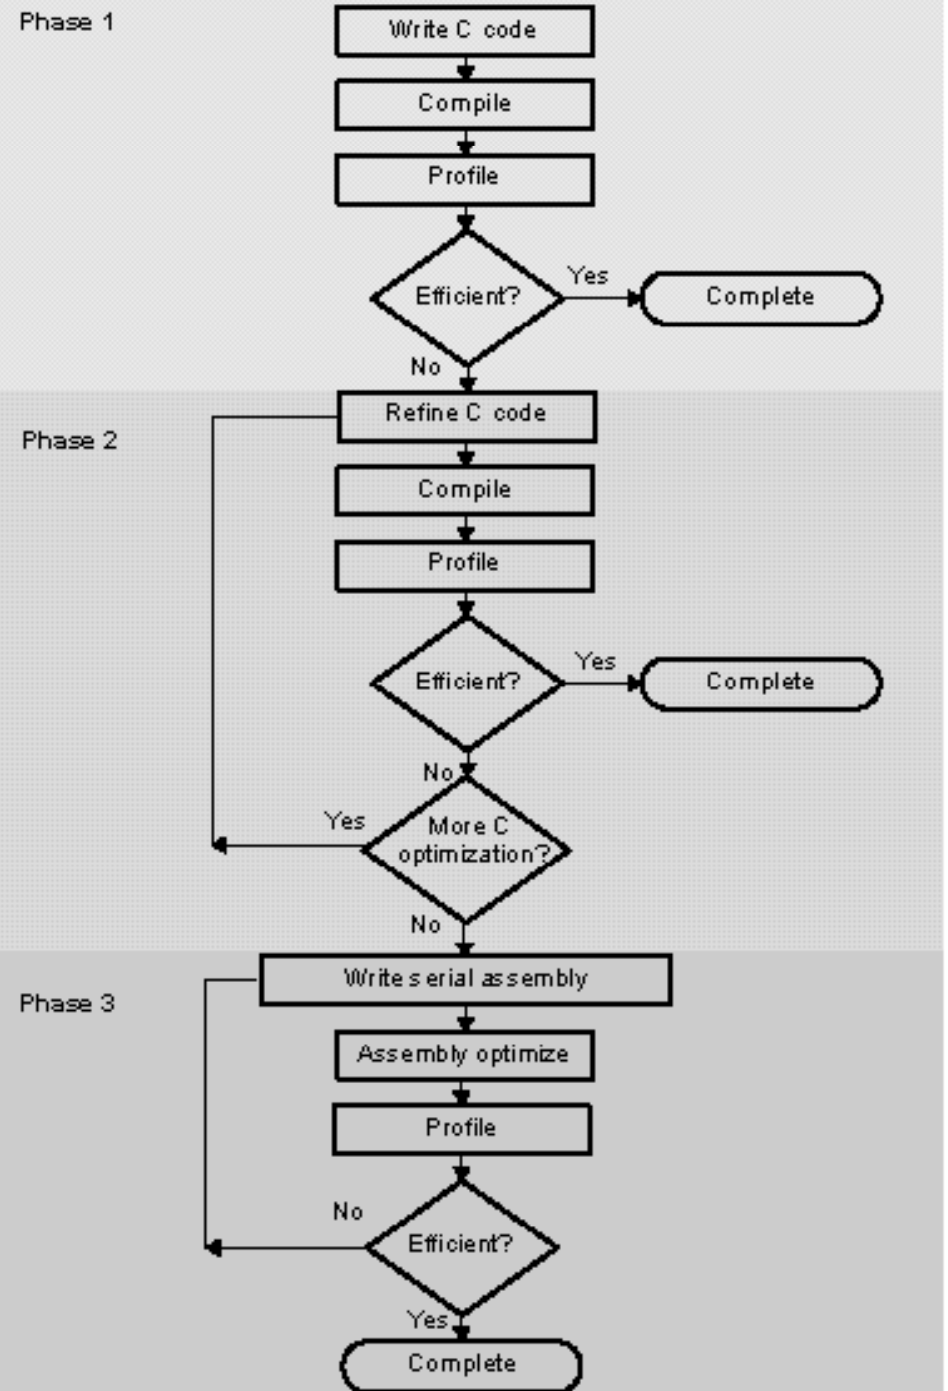 Phase 1
Write C code
Compile
Profile
Efficient?
Yes
Complete
No
Refine C code
Phase 2
Compile
Profile
Efficient?
Yes
Complete
No
Yes
More C
optimization?
No
Write serial assembly
Phase 3
Assembly optimize
Profile
No
Efficient?
Yes
Complete